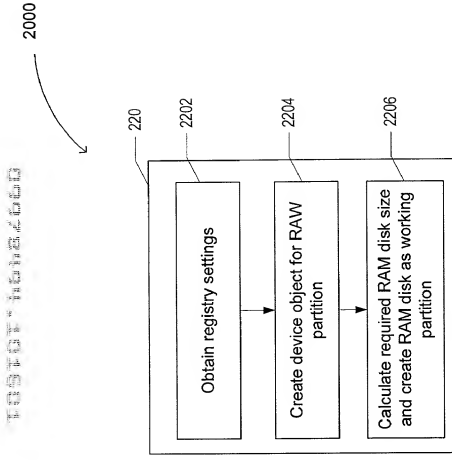 2000
220
2202
Obtain registry settings
2204
Create device object for RAW
partition
2206
Calculate required RAM disk size
and create RAM disk as working
partition